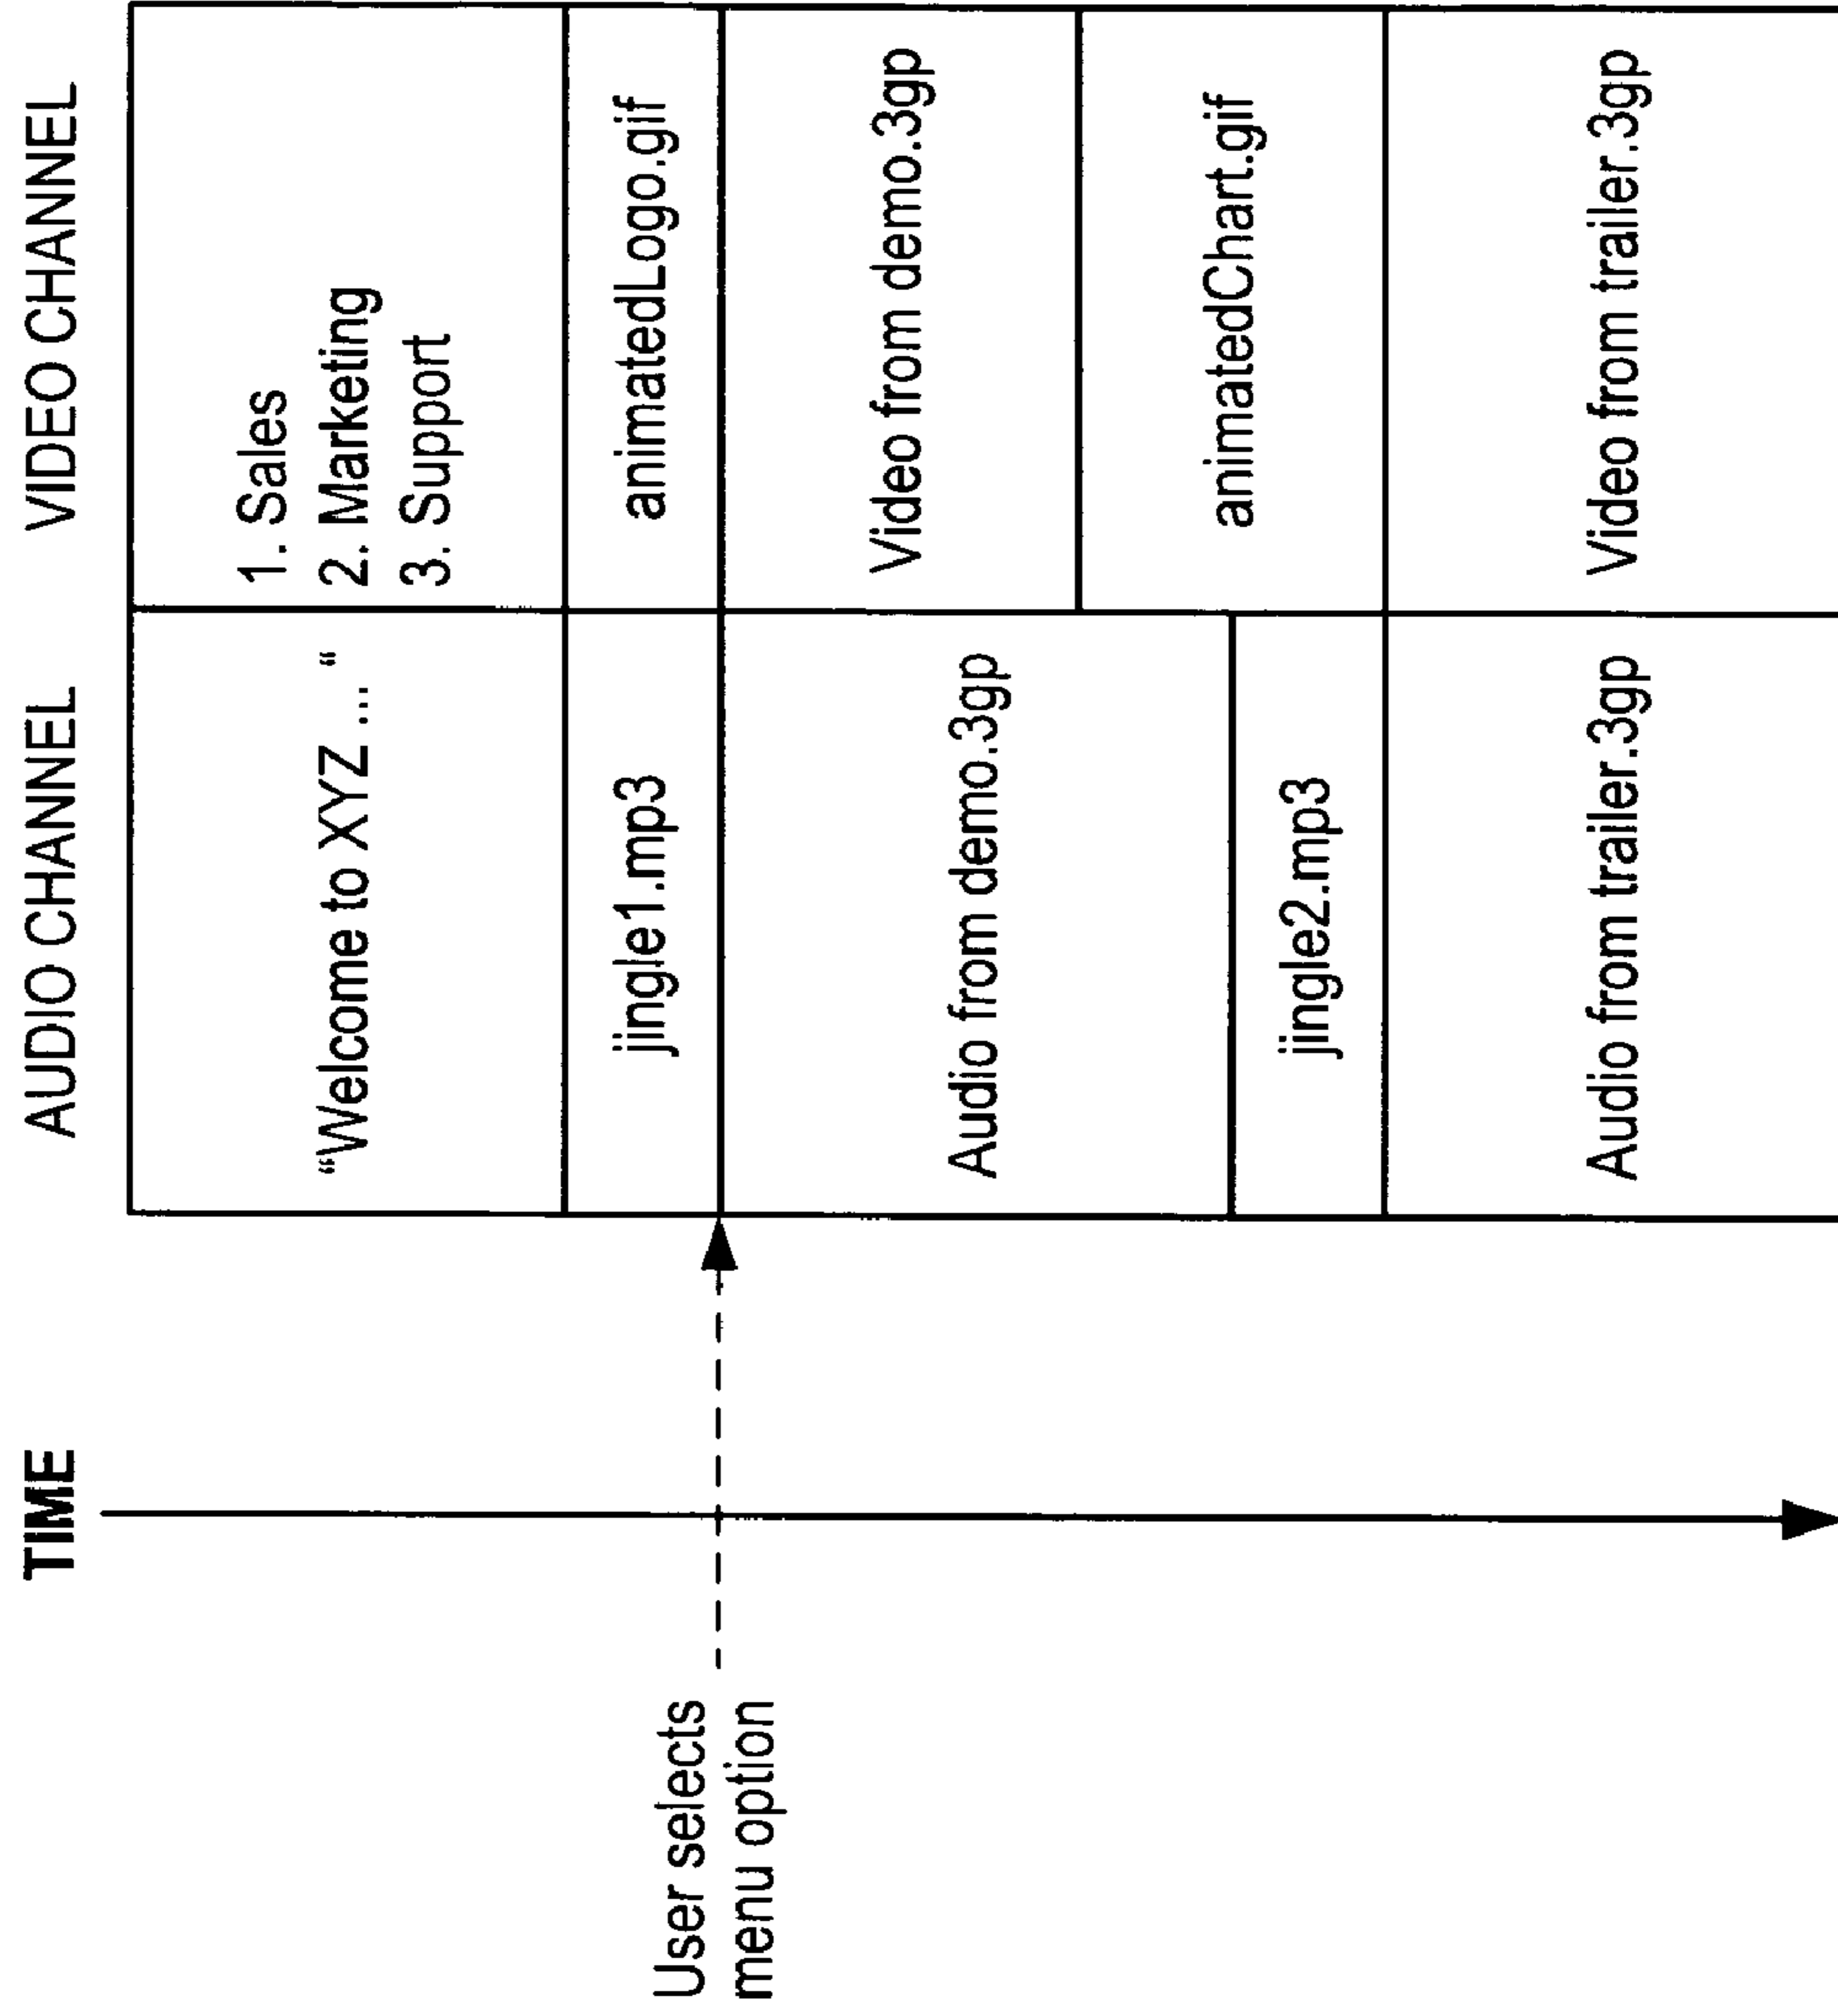 TIME
AUDIO CHANNEL
VIDEO CHANNEL
“Welcome to XYZ ... “
1. Sales
2. Marketing
3. Support
jingle1.mp3
animatedLogo.gif
User selects
menu option
Audio from demo.3gp
Video from demo.3gp
jingle2.mp3
animatedChart.gif
Audio from trailer.3gp
Video from trailer.3gp